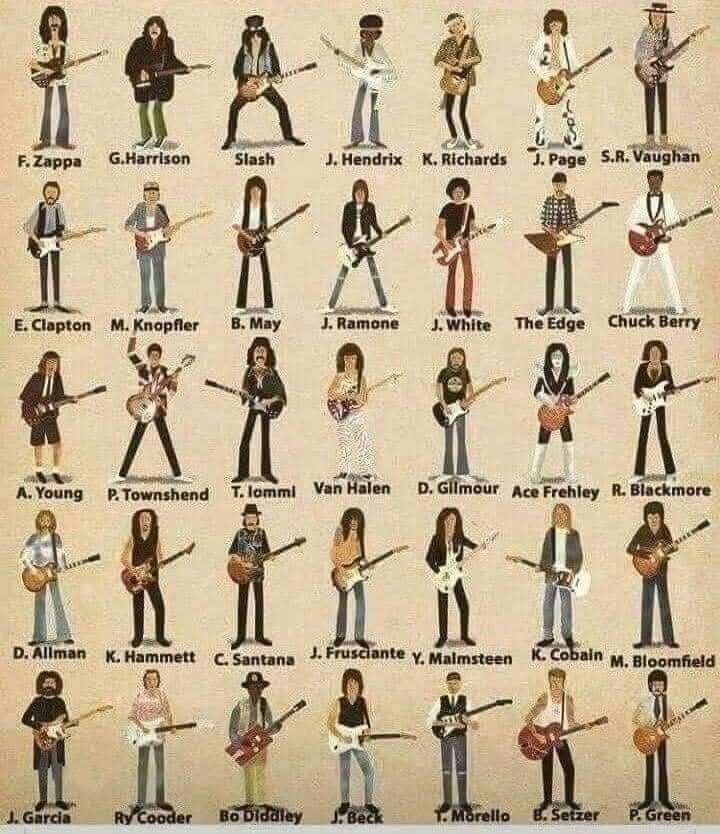 F. Zappa G.Harrison Slash J. Hendrix K. Richards J. Page S.R. Vaughan
E. Clapton M. Knopfler B. May J. Ramone J. White The Edge Chuck Berry
A. Young P. Townshend T. Iommi Van Halen D. Gilmour Ace Frehley R. Blackmore
D. Allman K. Hammett C. Santana J. Frusciante Y. Malmsteen K. Cobain M. Bloomfield
J. Garcia Ry Cooder Bo Diddley J. Beck T. Morello B. Setzer P. Green